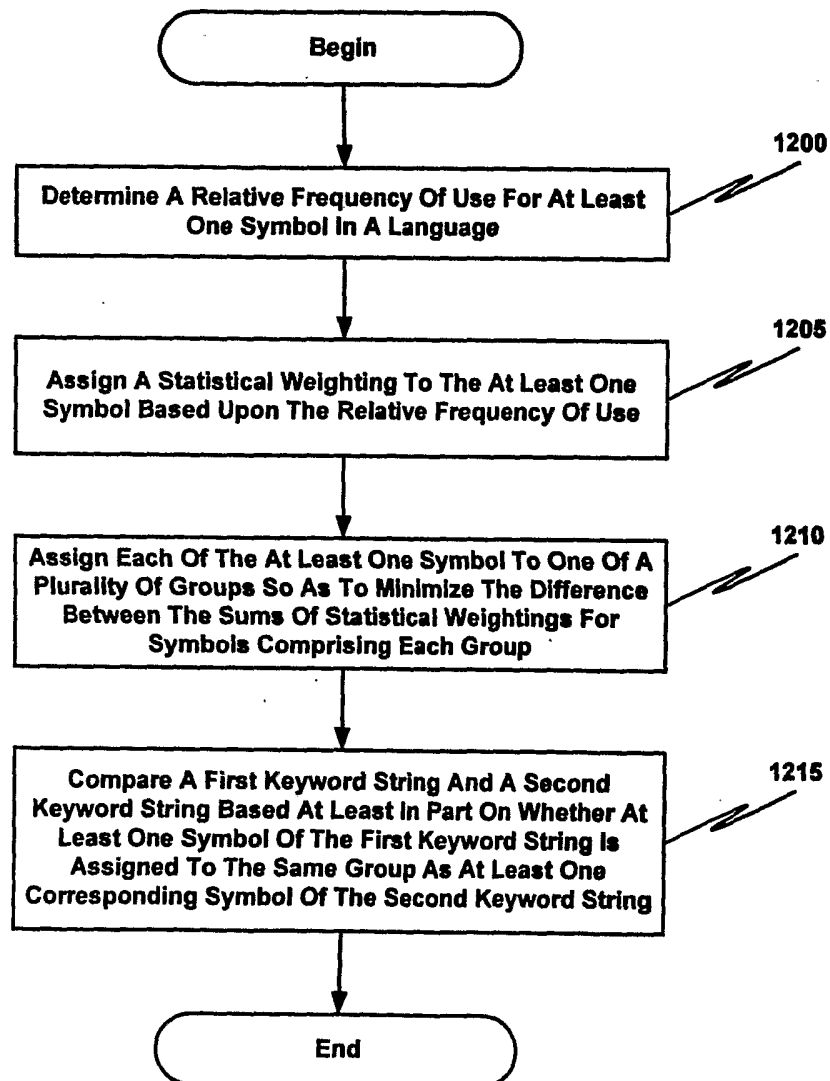 Begin
1200
Determine A Relative Frequency Of Use For At Least
One Symbol In A Language
1205
Assign A Statistical Weighting To The At Least One
Symbol Based Upon The Relative Frequency Of Use
1210
Assign Each Of The At Least One Symbol To One Of A
Plurality Of Groups So As To Minimize The Difference
Between The Sums Of Statistical Weightings For
Symbols Comprising Each Group
1215
Compare A First Keyword String And A Second
Keyword String Based At Least In Part On Whether At
Least One Symbol Of The First Keyword String Is
Assigned To The Same Group As At Least One
Corresponding Symbol Of The Second Keyword String
End